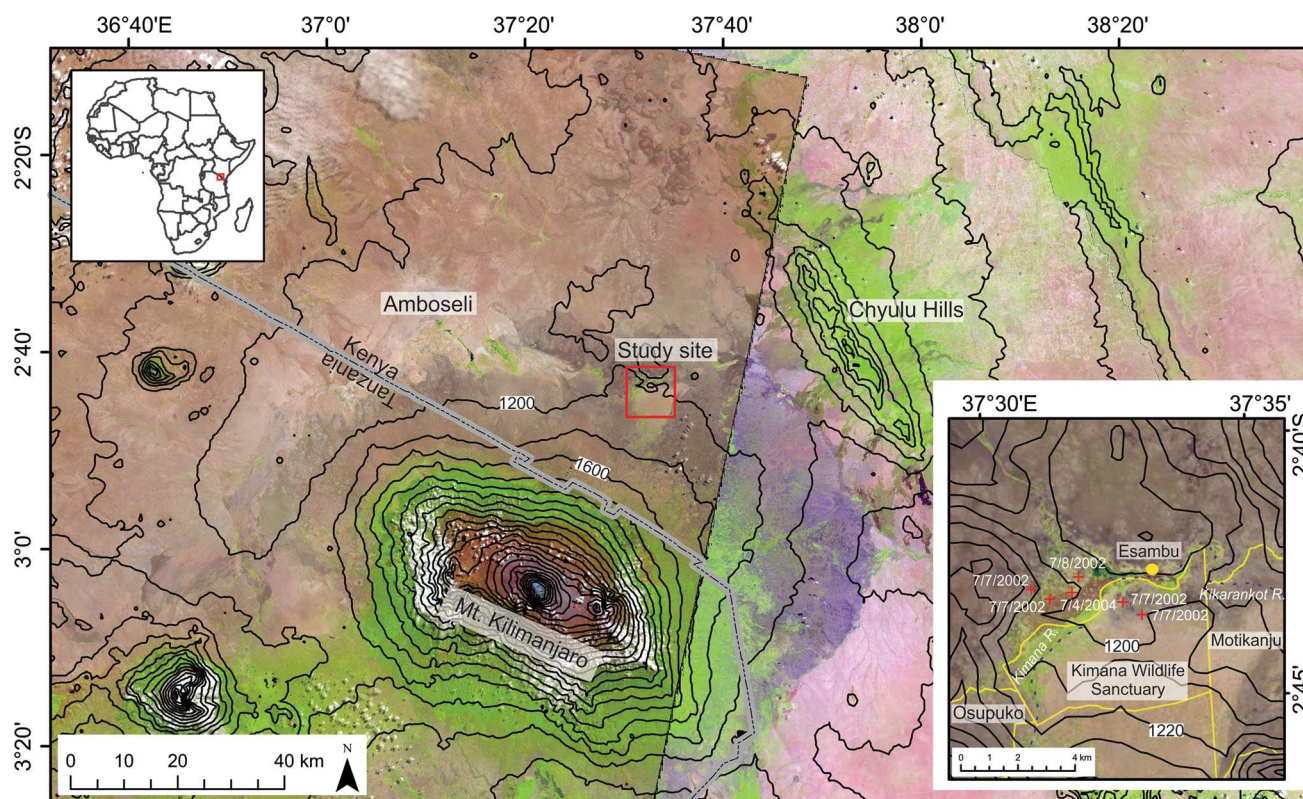 36°40'E
37°0'
37°20'
37°40'
38°0'
38°20'
2°20'S
2°40'
3°0'
3°20'
Amboseli
Chyulu Hills
Study site
Kenya
Tanzania
1200
1600
Mt. Kilimanjaro
0 10 20 40 km
N
37°30'E
37°35'
2°40'S
2°45'
Esambu
7/8/2002
7/7/2002
7/7/2002
7/4/2004
7/7/2002
7/7/2002
Kikarankot R.
Kimana R.
1200
Motikanju
Kimana Wildlife
Sanctuary
Osupuko
1220
0 1 2 4 km